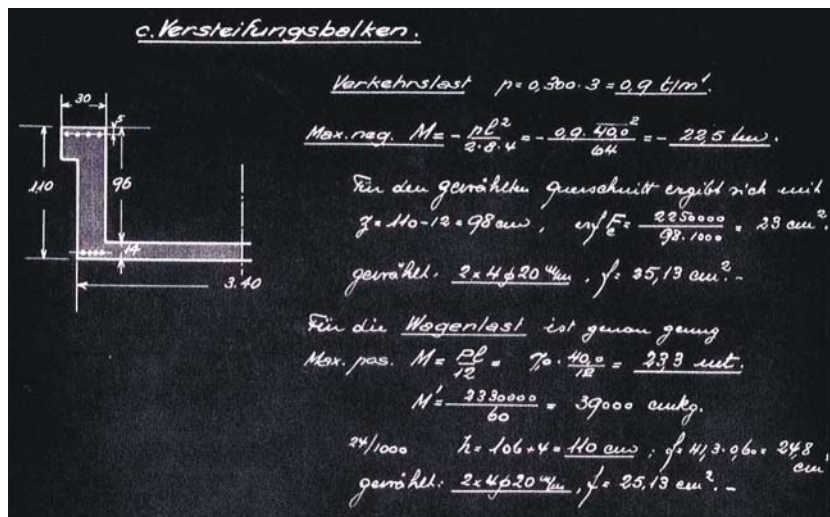 c. Versteifungsbalken.
Verkehrslast p = 0,300 · 3 = 0,9 t/m'.
Max. neg. M = - pl²/2·8·4 = - 0,9 · 40,0²/64 = - 22,5 tm.
Für den gewählten Querschnitt ergibt sich mit
z = 110 - 12 = 98 cm, erf Fe = 2250000/98·1000 = 23 cm².
gewählt: 2 x 4 φ 20 m/m, f = 25,13 cm². -
Für die Wagenlast ist genau genug
Max. pos. M = Pl/12 = 7,0 · 40,0/12 = 23,3 mt.
M' = 2330000/60 = 39000 cmkg.
24/1000 h = 106 + 4 = 110 cm; f = 41,3 · 0,60 = 24,8 cm²
gewählt: 2 x 4 φ 20 m/m, f = 25,13 cm². -
30
5
1,10
96
14
3.40